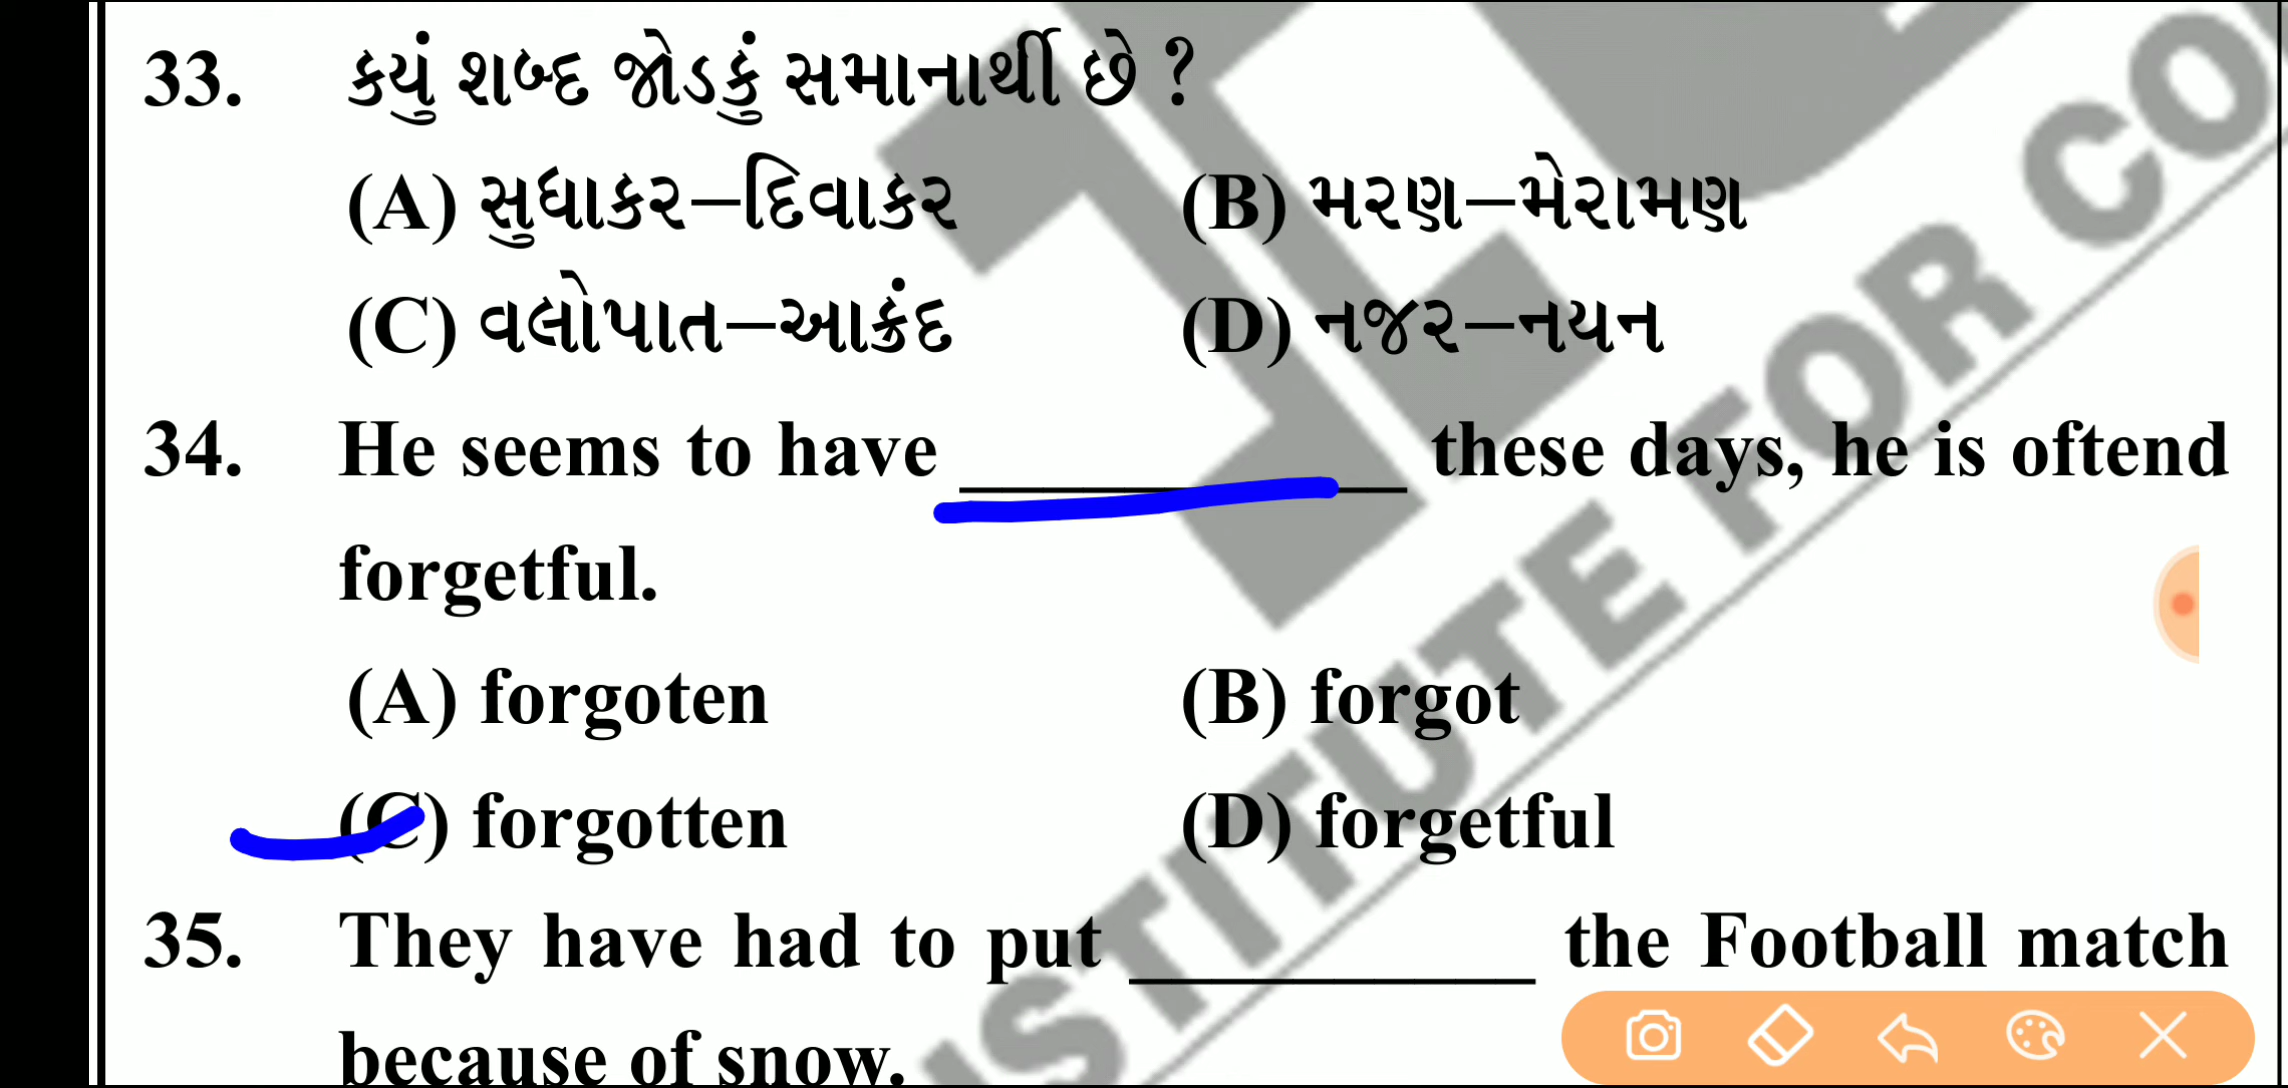 33. કયું શબ્દ જોડકું સમાનાર્થી છે ?
(A) સુધાકર–દિવાકર (B) મરણ–મેરામણ
(C) વલોપાત–આક્રંદ (D) નજર–નયન
34. He seems to have ________ these days, he is oftend
forgetful.
(A) forgoten (B) forgot
(C) forgotten (D) forgetful
35. They have had to put ________ the Football match
because of snow.
STITUTE FOR CO